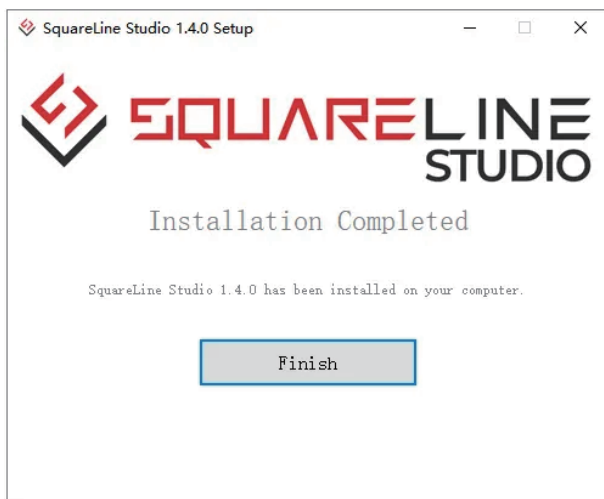 SquareLine Studio 1.4.0 Setup
SQUARELINE
STUDIO
Installation Completed
SquareLine Studio 1.4.0 has been installed on your computer.
Finish